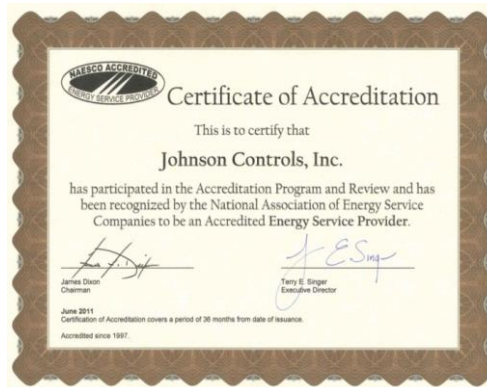 NAESCO ACCREDITED
ENERGY SERVICE PROVIDER
Certificate of Accreditation
This is to certify that
Johnson Controls, Inc.
has participated in the Accreditation Program and Review and has
been recognized by the National Association of Energy Service
Companies to be an Accredited Energy Service Provider.
James Dixon
Chairman
Terry E. Singer
Executive Director
June 2011
Certification of Accreditation covers a period of 36 months from date of issuance.
Accredited since 1997.